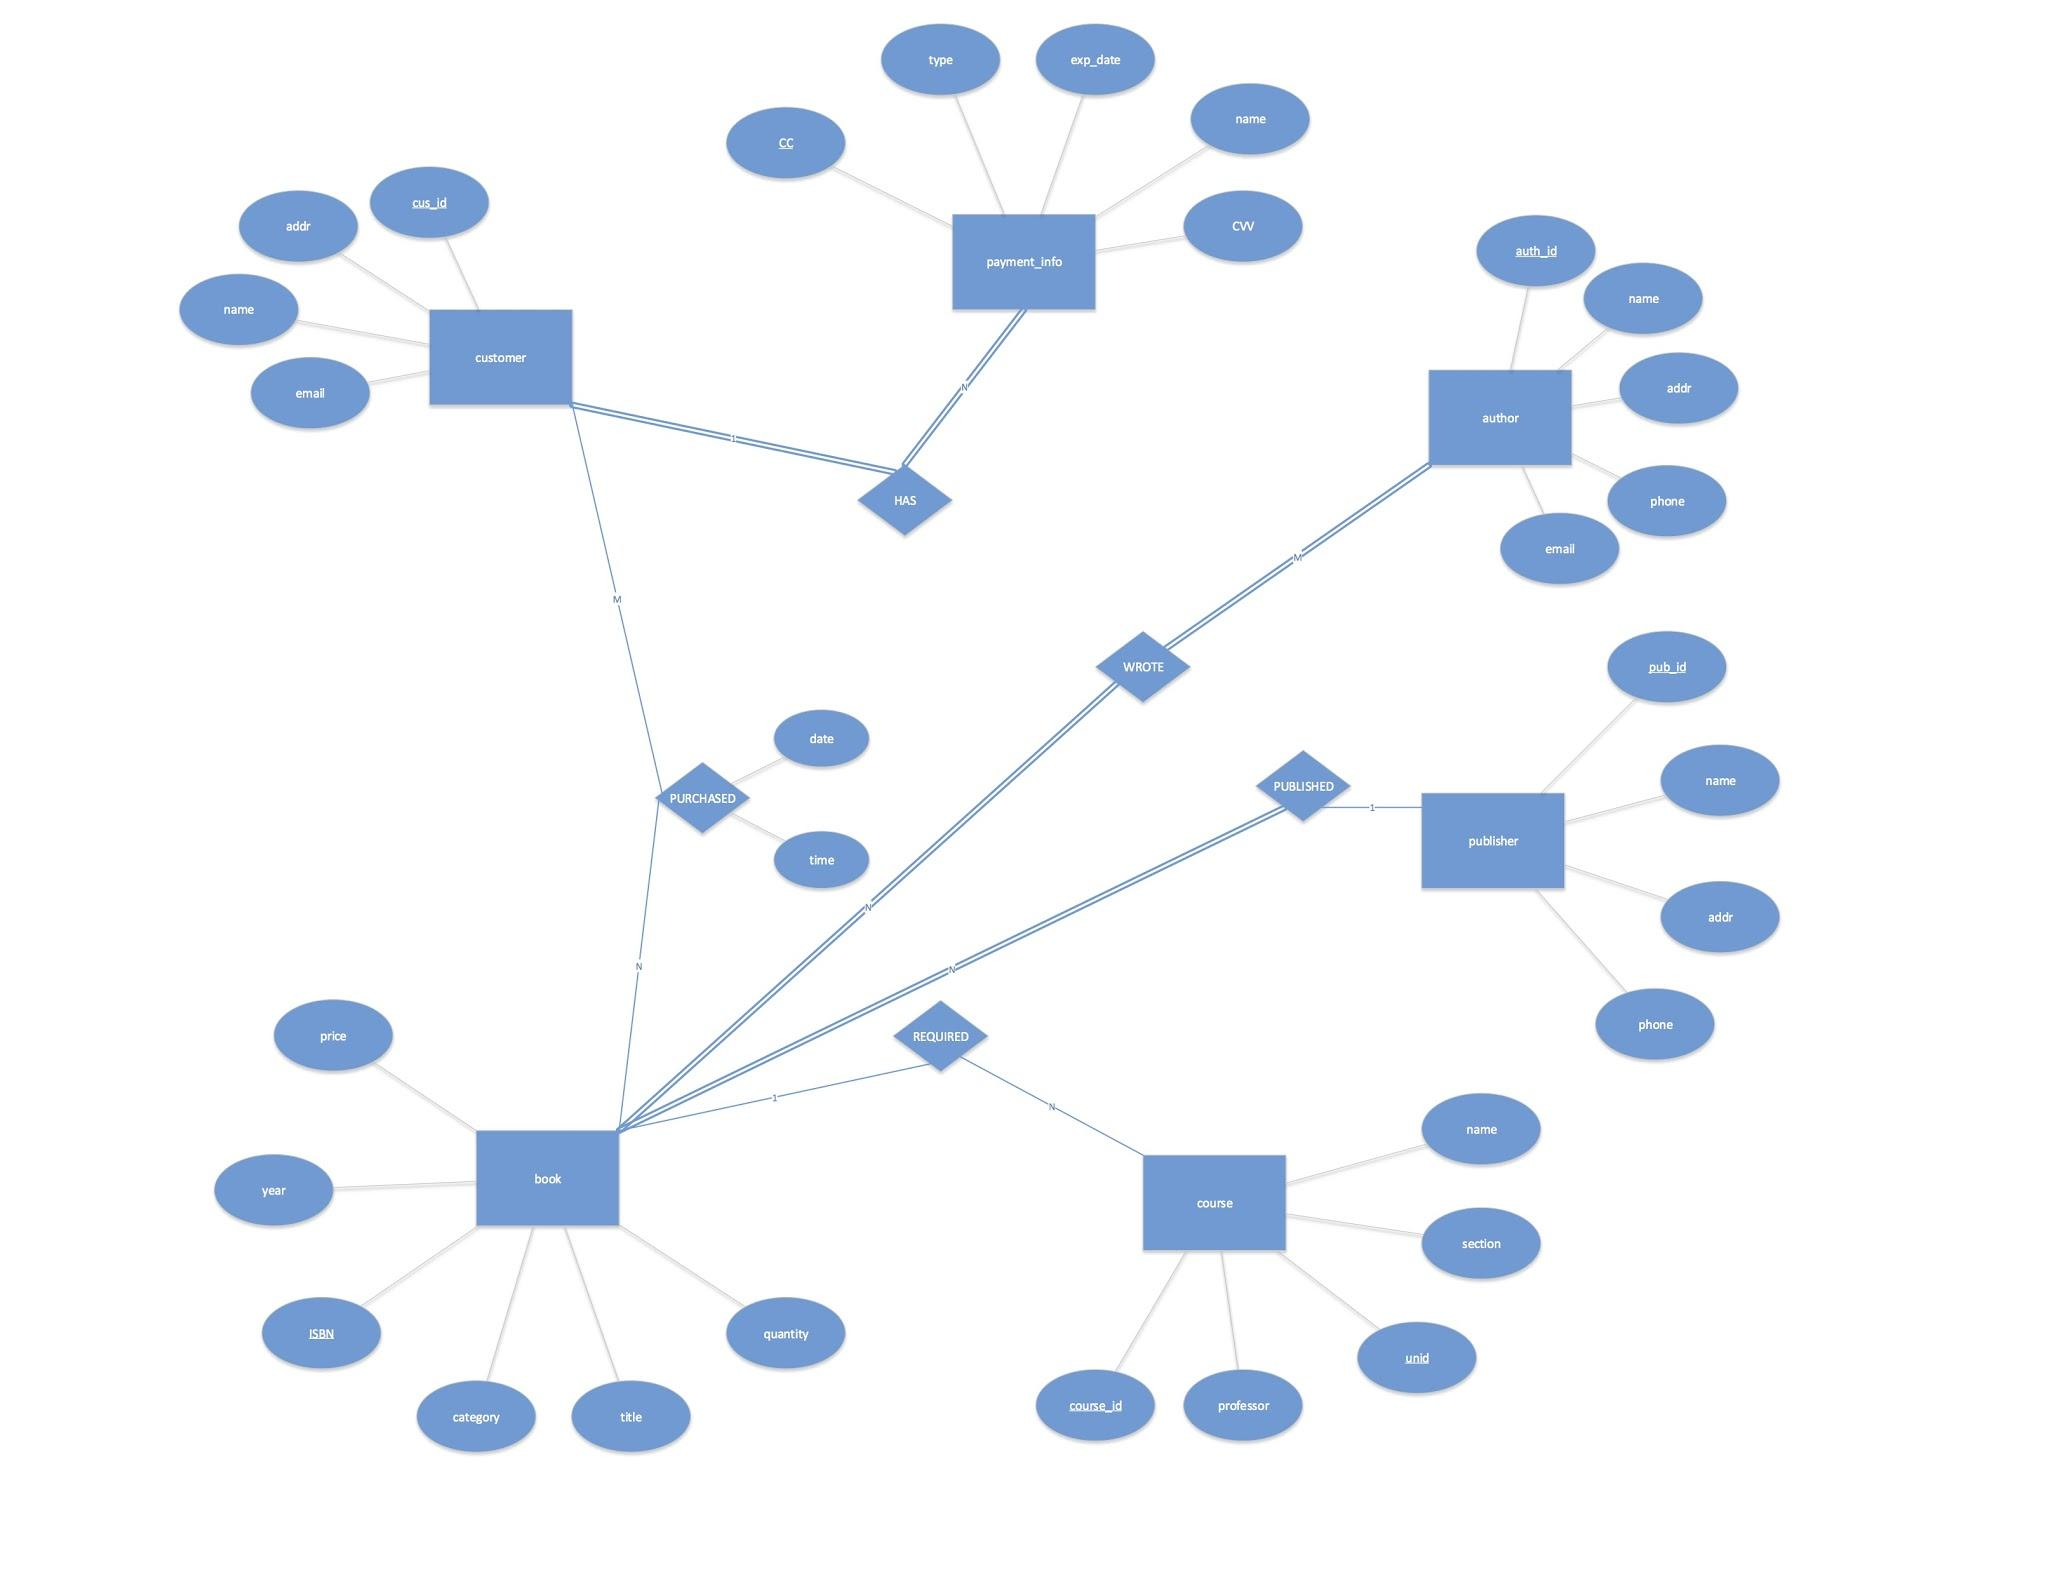 type
exp_date
name
CC
cus_id
addr
CVV
auth_id
payment_info
name
name
customer
addr
email
N
author
1
HAS
phone
email
M
M
WROTE
pub_id
date
PUBLISHED
name
PURCHASED
1
publisher
time
N
addr
N
N
price
REQUIRED
phone
1
N
name
book
year
course
section
ISBN
quantity
unid
category
title
course_id
professor